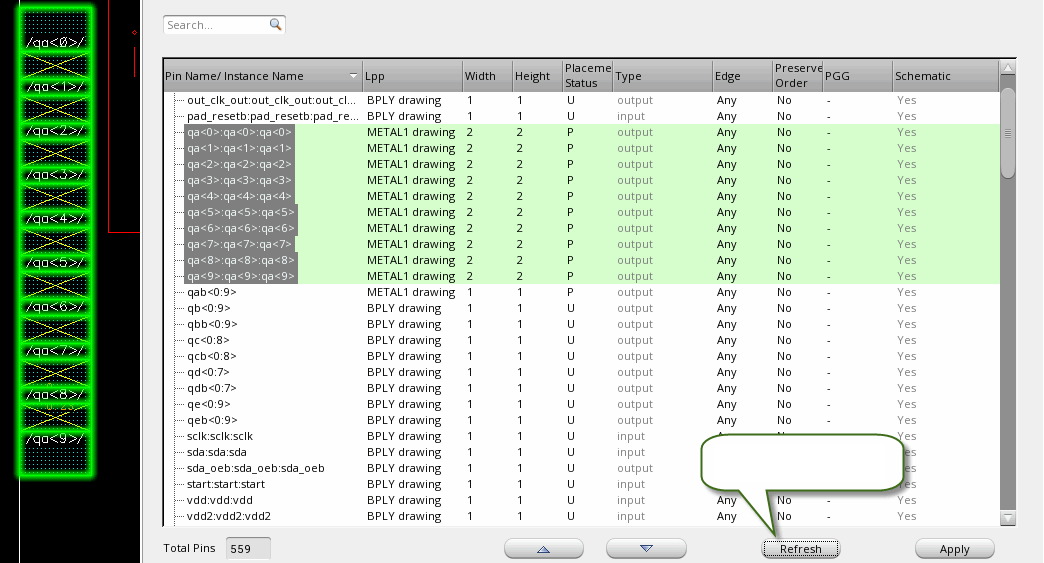 /qa<0>/
/qa<1>/
/qa<2>/
/qa<3>/
/qa<4>/
/qa<5>/
/qa<6>/
/qa<7>/
/qa<8>/
/qa<9>/
Search...
Pin Name/ Instance Name Lpp Width Height Placeme Status Type Edge Preserve Order PGG Schematic
out_clk_out:out_clk_out:out_cl... BPLY drawing 1 1 U output Any No - Yes
pad_resetb:pad_resetb:pad_re... BPLY drawing 1 1 U input Any No - Yes
qa<0>:qa<0>:qa<0> METAL1 drawing 2 2 P output Any No - Yes
qa<1>:qa<1>:qa<1> METAL1 drawing 2 2 P output Any No - Yes
qa<2>:qa<2>:qa<2> METAL1 drawing 2 2 P output Any No - Yes
qa<3>:qa<3>:qa<3> METAL1 drawing 2 2 P output Any No - Yes
qa<4>:qa<4>:qa<4> METAL1 drawing 2 2 P output Any No - Yes
qa<5>:qa<5>:qa<5> METAL1 drawing 2 2 P output Any No - Yes
qa<6>:qa<6>:qa<6> METAL1 drawing 2 2 P output Any No - Yes
qa<7>:qa<7>:qa<7> METAL1 drawing 2 2 P output Any No - Yes
qa<8>:qa<8>:qa<8> METAL1 drawing 2 2 P output Any No - Yes
qa<9>:qa<9>:qa<9> METAL1 drawing 2 2 P output Any No - Yes
qab<0:9> METAL1 drawing 1 1 P output Any No - Yes
qb<0:9> BPLY drawing 1 1 U output Any No - Yes
qbb<0:9> BPLY drawing 1 1 U output Any No - Yes
qc<0:8> BPLY drawing 1 1 U output Any No - Yes
qcb<0:8> BPLY drawing 1 1 U output Any No - Yes
qd<0:7> BPLY drawing 1 1 U output Any No - Yes
qdb<0:7> BPLY drawing 1 1 U output Any No - Yes
qe<0:9> BPLY drawing 1 1 U output Any No - Yes
qeb<0:9> BPLY drawing 1 1 U output Any No - Yes
sclk:sclk:sclk BPLY drawing 1 1 U input Yes
sda:sda:sda BPLY drawing 1 1 U input
sda_oeb:sda_oeb:sda_oeb BPLY drawing 1 1 U output
start:start:start BPLY drawing 1 1 U input Yes
vdd:vdd:vdd BPLY drawing 1 1 U input Any No - Yes
vdd2:vdd2:vdd2 BPLY drawing 1 1 U input Any No - Yes
Total Pins 559 Refresh Apply